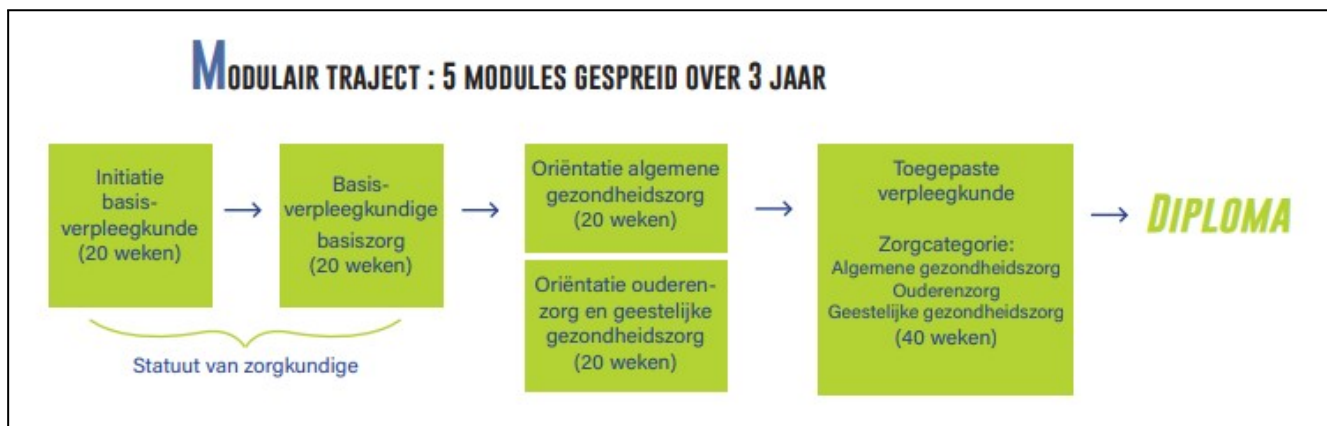 MODULAIR TRAJECT : 5 MODULES GESPREID OVER 3 JAAR
Initiatie
basis-
verpleegkunde
(20 weken)
Basis-
verpleegkundige
basiszorg
(20 weken)
Statuut van zorgkundige
Oriëntatie algemene
gezondheidszorg
(20 weken)
Oriëntatie ouderen-
zorg en geestelijke
gezondheidszorg
(20 weken)
Toegepaste
verpleegkunde
Zorgcategorie:
Algemene gezondheidszorg
Ouderenzorg
Geestelijke gezondheidszorg
(40 weken)
DIPLOMA